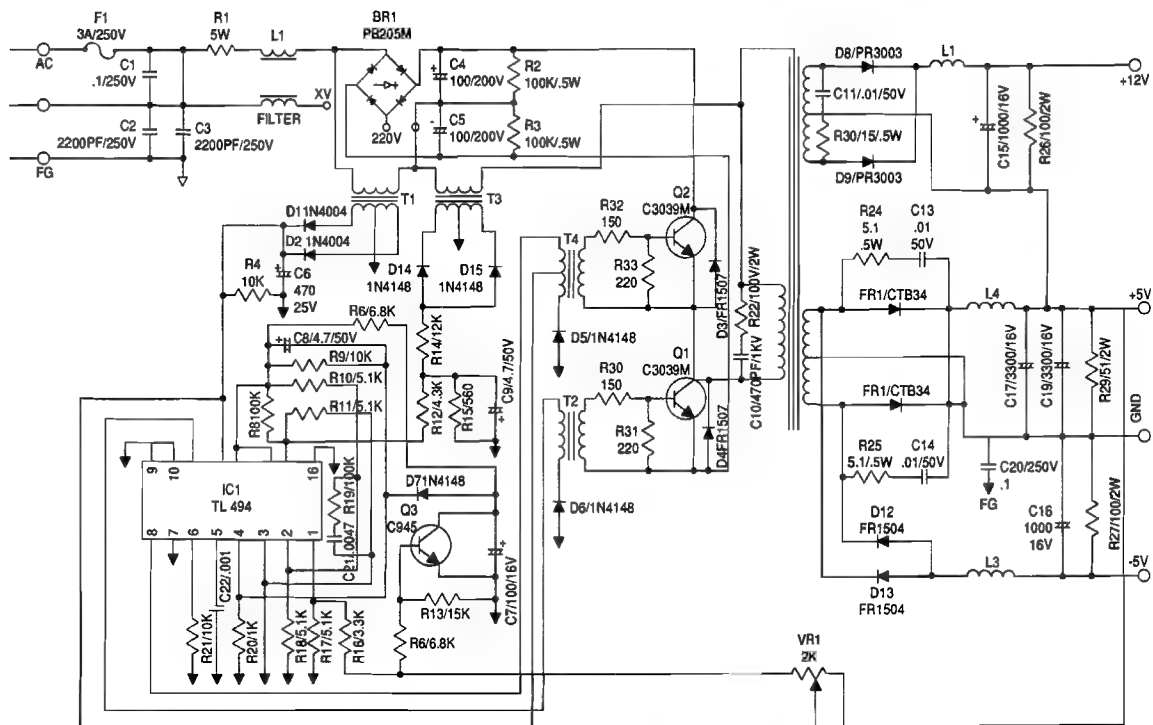 F1
3A/250V
AC
C1
.1/250V
R1
5W
L1
FILTER
XV
C2
2200PF/250V
C3
2200PF/250V
FG
BR1
PB205M
220V
C4
100/200V
C5
100/200V
R2
100K/.5W
R3
100K/.5W
T1
T3
D11N4004
D2 1N4004
R4
10K
C6
470
25V
D14
1N4148
D15
1N4148
R6/6.8K
C8/4.7/50V
R9/10K
R10/5.1K
R11/5.1K
R8100K
R14/12K
R12/4.3K
R15/560
C9/4.7/50V
T4
R32
150
R33
220
Q2
C3039M
D3/FR1507
D5/1N4148
T2
R30
150
R31
220
Q1
C3039M
D4FR1507
D6/1N4148
R22/100V/2W
C10/470PF/1KV
D8/PR3003
C11/.01/50V
R30/15/.5W
D9/PR3003
L1
C15/1000/16V
R26/100/2W
+12V
R24
5.1
.5W
C13
.01
50V
FR1/CTB34
L4
+5V
C17/3300/16V
C19/3300/16V
R29/51/2W
GND
FR1/CTB34
R25
5.1/.5W
C14
.01/50V
C20/250V
.1
FG
C16
1000
16V
R27/100/2W
D12
FR1504
D13
FR1504
L3
-5V
9
10
16
IC1
TL 494
8
7
6
5
4
3
2
1
R19/100K
C21/.0047
D71N4148
Q3
C945
C7/100/16V
R13/15K
R6/6.8K
C22/.001
R21/10K
R20/1K
R18/5.1K
R17/5.1K
R16/3.3K
VR1
2K